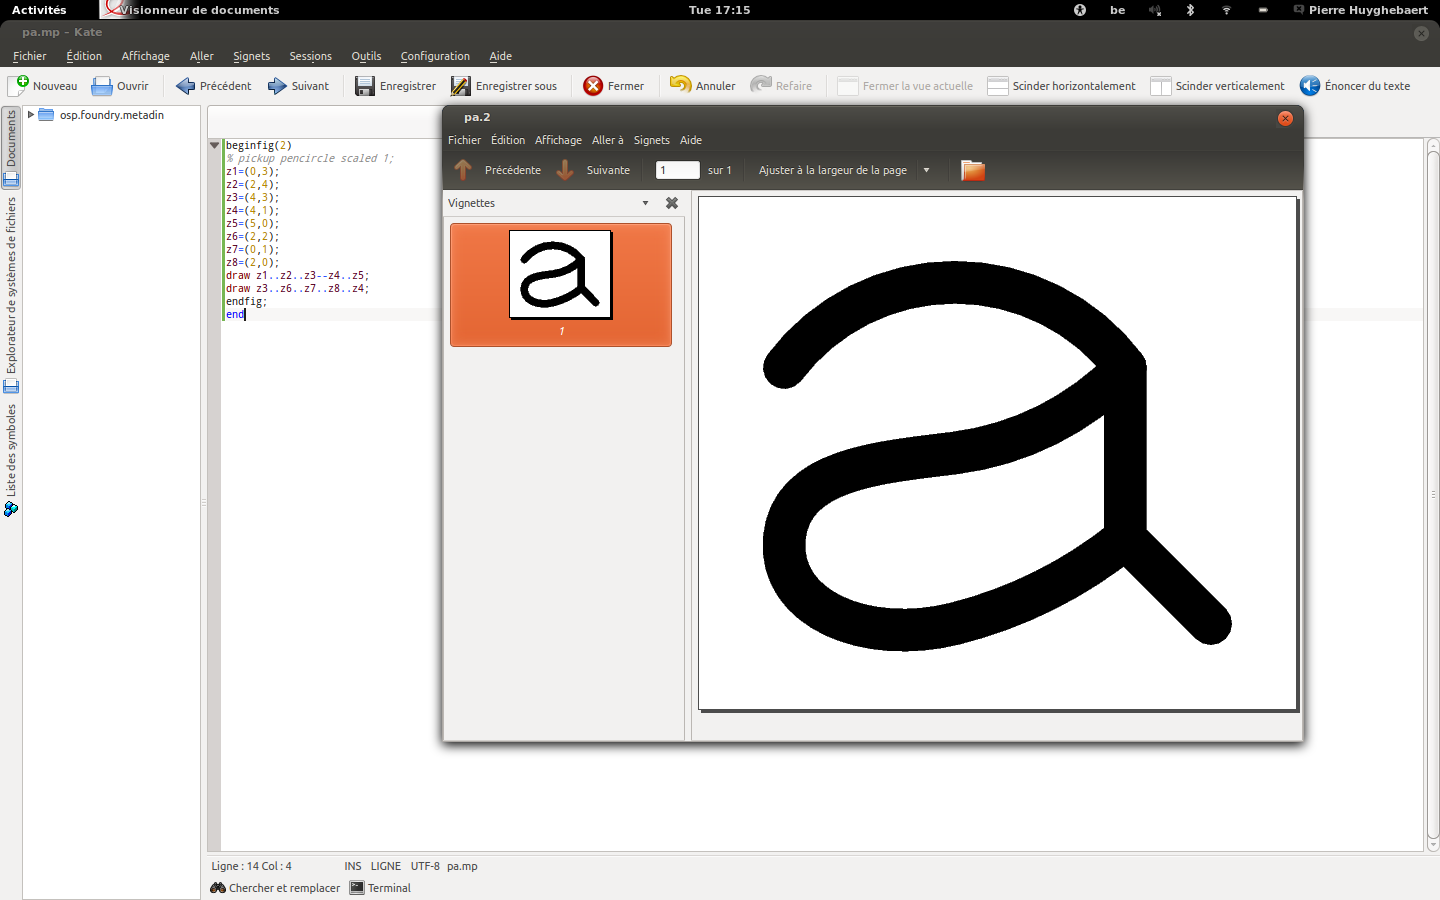 Activités Visionneur de documents Tue 17:15 be Pierre Huyghebaert
pa.mp – Kate
Fichier Édition Affichage Aller Signets Sessions Outils Configuration Aide
Nouveau Ouvrir Précédent Suivant Enregistrer Enregistrer sous Fermer Annuler Refaire Fermer la vue actuelle Scinder horizontalement Scinder verticalement Énoncer du texte
Documents
Explorateur de systèmes de fichiers
Liste des symboles
osp.foundry.metadin
beginfig(2)
% pickup pencircle scaled 1;
z1=(0,3);
z2=(2,4);
z3=(4,3);
z4=(4,1);
z5=(5,0);
z6=(2,2);
z7=(0,1);
z8=(2,0);
draw z1..z2..z3--z4..z5;
draw z3..z6..z7..z8..z4;
endfig;
end
pa.2
Fichier Édition Affichage Aller à Signets Aide
Précédente Suivante 1 sur 1 Ajuster à la largeur de la page
Vignettes
a
1
a
Ligne : 14 Col : 4 INS LIGNE UTF-8 pa.mp
Chercher et remplacer Terminal